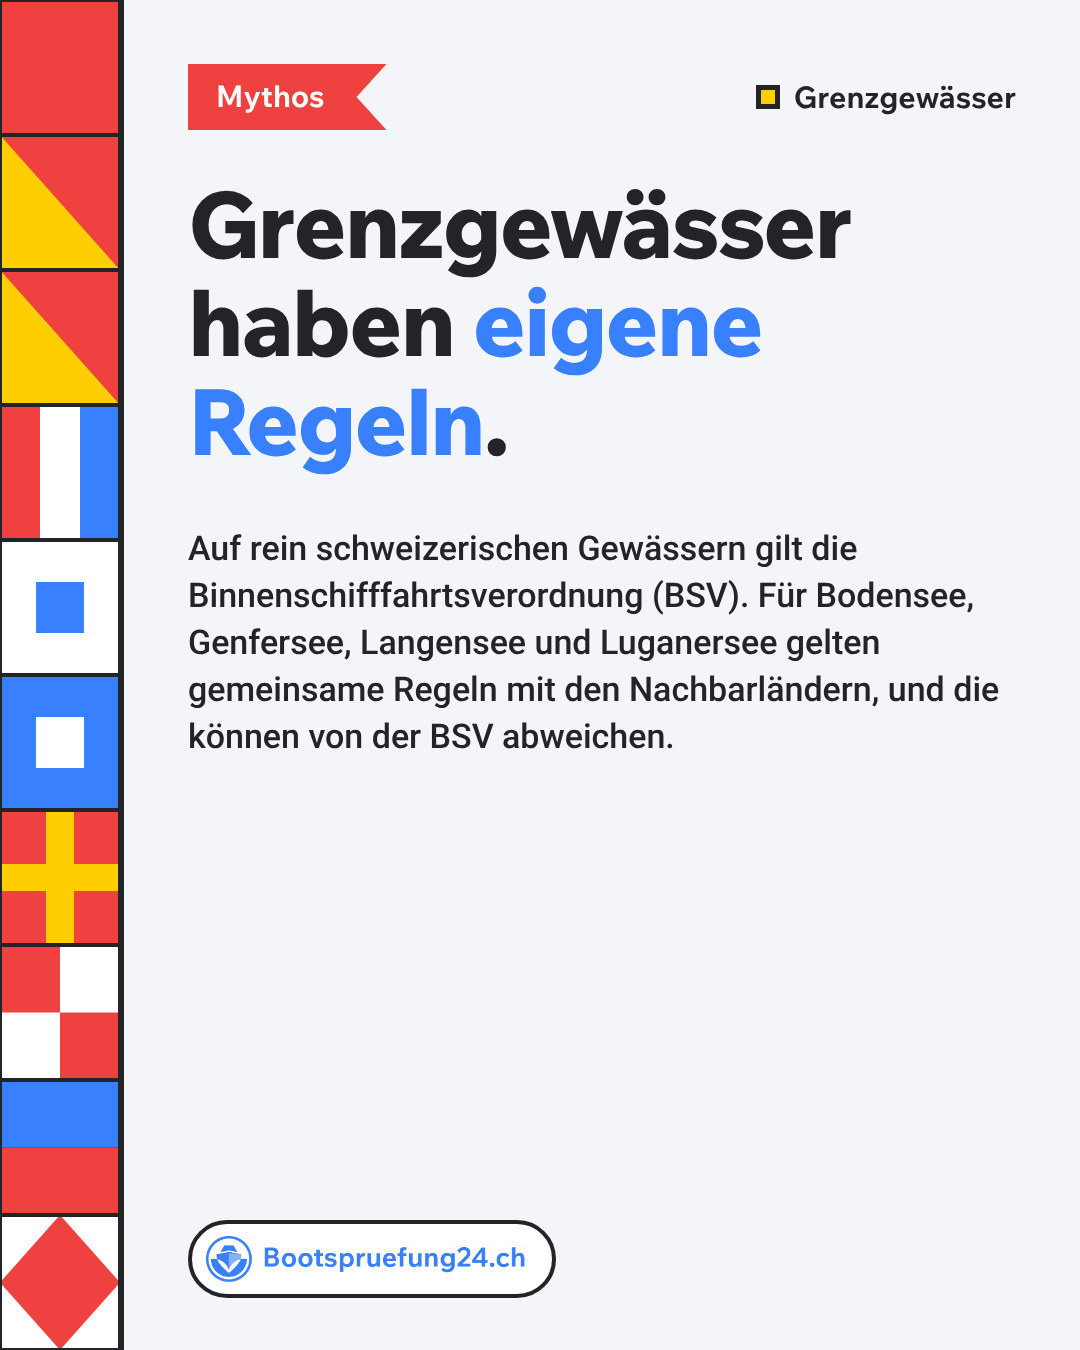 Mythos
Grenzgewässer
Grenzgewässer
haben eigene
Regeln.
Auf rein schweizerischen Gewässern gilt die
Binnenschifffahrtsverordnung (BSV). Für Bodensee,
Genfersee, Langensee und Luganersee gelten
gemeinsame Regeln mit den Nachbarländern, und die
können von der BSV abweichen.
Bootspruefung24.ch